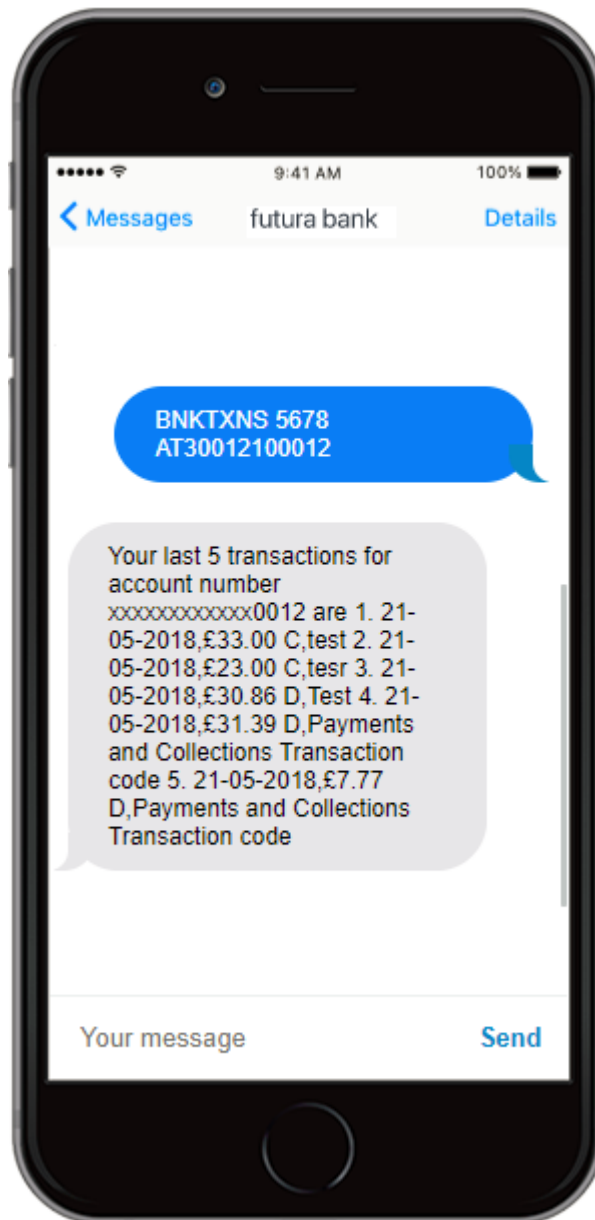 9:41 AM
100%
Messages
futura bank
Details
BNKTXNS 5678
AT30012100012
Your last 5 transactions for
account number
xxxxxxxxxxxx0012 are 1. 21-
05-2018,£33.00 C,test 2. 21-
05-2018,£23.00 C,tesr 3. 21-
05-2018,£30.86 D,Test 4. 21-
05-2018,£31.39 D,Payments
and Collections Transaction
code 5. 21-05-2018,£7.77
D,Payments and Collections
Transaction code
Your message
Send